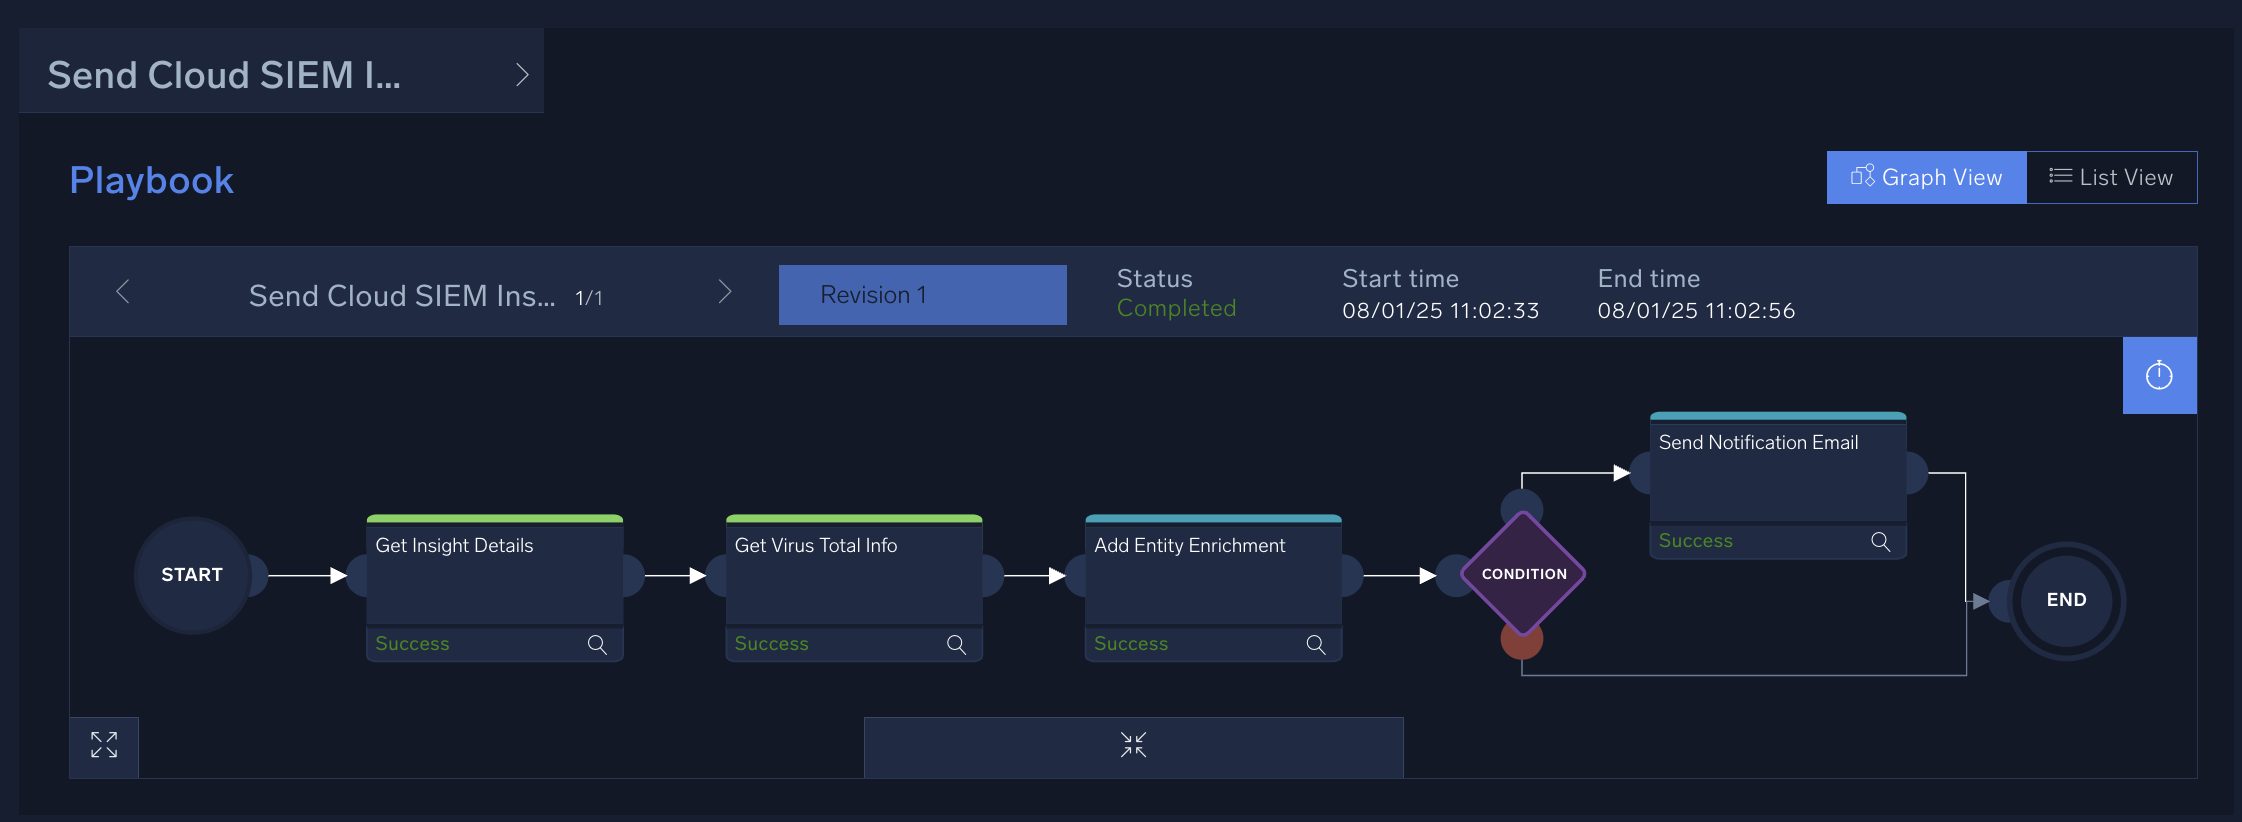 Send Cloud SIEM I...
Playbook
Graph View
List View
Send Cloud SIEM Ins... 1/1
Revision 1
Status
Completed
Start time
08/01/25 11:02:33
End time
08/01/25 11:02:56
START
Get Insight Details
Success
Get Virus Total Info
Success
Add Entity Enrichment
Success
CONDITION
Send Notification Email
Success
END